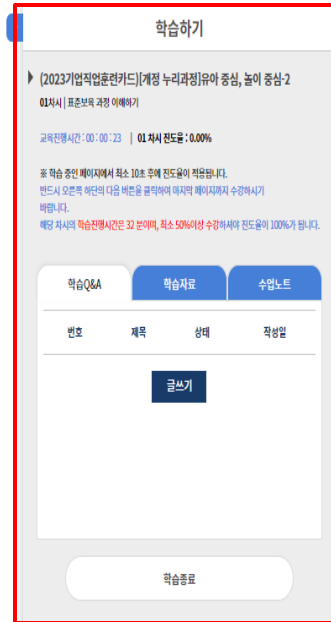 학습하기
(2023기업직업훈련카드)[개정 누리과정]유아 중심, 놀이 중심-2
01차시 | 표준보육 과정 이해하기
교육진행시간 : 00 : 00 : 23 | 01 차시 진도율 : 0.00%
※ 학습 중인 페이지에서 최소 10초 후에 진도율이 적용됩니다.
반드시 오른쪽 하단의 다음 버튼을 클릭하여 마지막 페이지까지 수강하시기
바랍니다.
해당 차시의 학습진행시간은 32 분이며, 최소 50%이상 수강하셔야 진도율이 100%가 됩니다.
학습Q&A 학습자료 수업노트
번호 제목 상태 작성일
글쓰기
학습종료